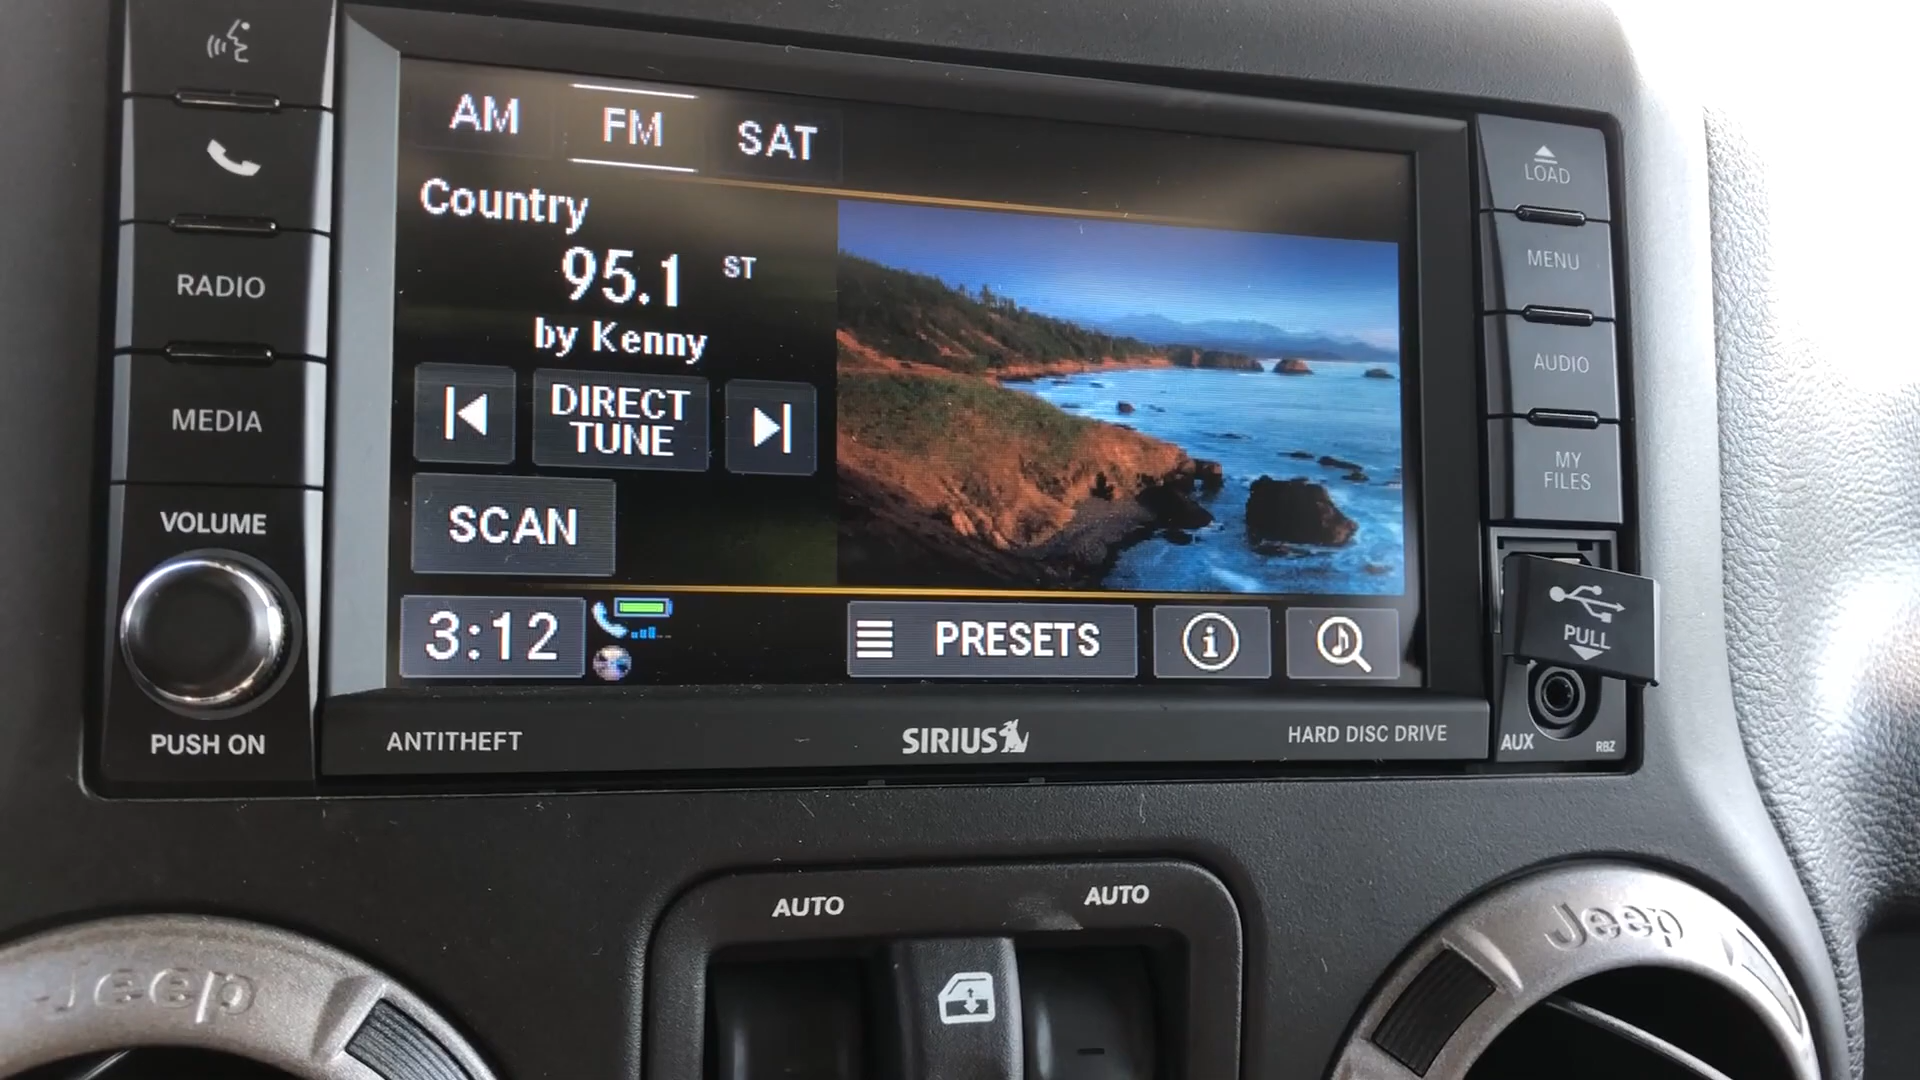 AM FM SAT
Country
95.1 ST
by Kenny
DIRECT
TUNE
SCAN
3:12
PRESETS
RADIO
MEDIA
VOLUME
PUSH ON
LOAD
MENU
AUDIO
MY
FILES
PULL
AUX RBZ
ANTITHEFT
SIRIUS
HARD DISC DRIVE
AUTO AUTO
Jeep
Jeep